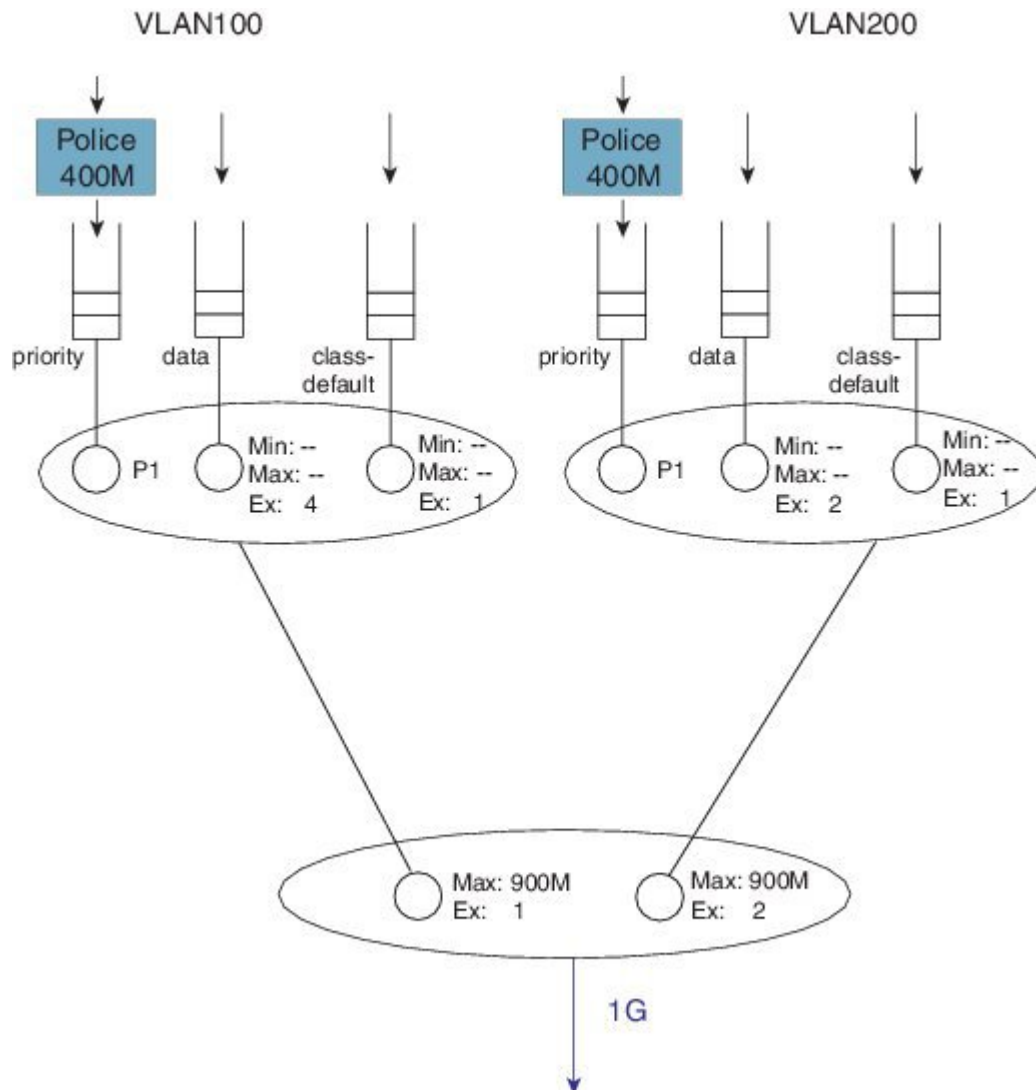 VLAN100
VLAN200
Police
400M
Police
400M
priority
data
class-
default
priority
data
class-
default
P1
Min: --
Max: --
Ex: 4
Min: --
Max: --
Ex: 1
P1
Min: --
Max: --
Ex: 2
Min: --
Max: --
Ex: 1
Max: 900M
Ex: 1
Max: 900M
Ex: 2
1G